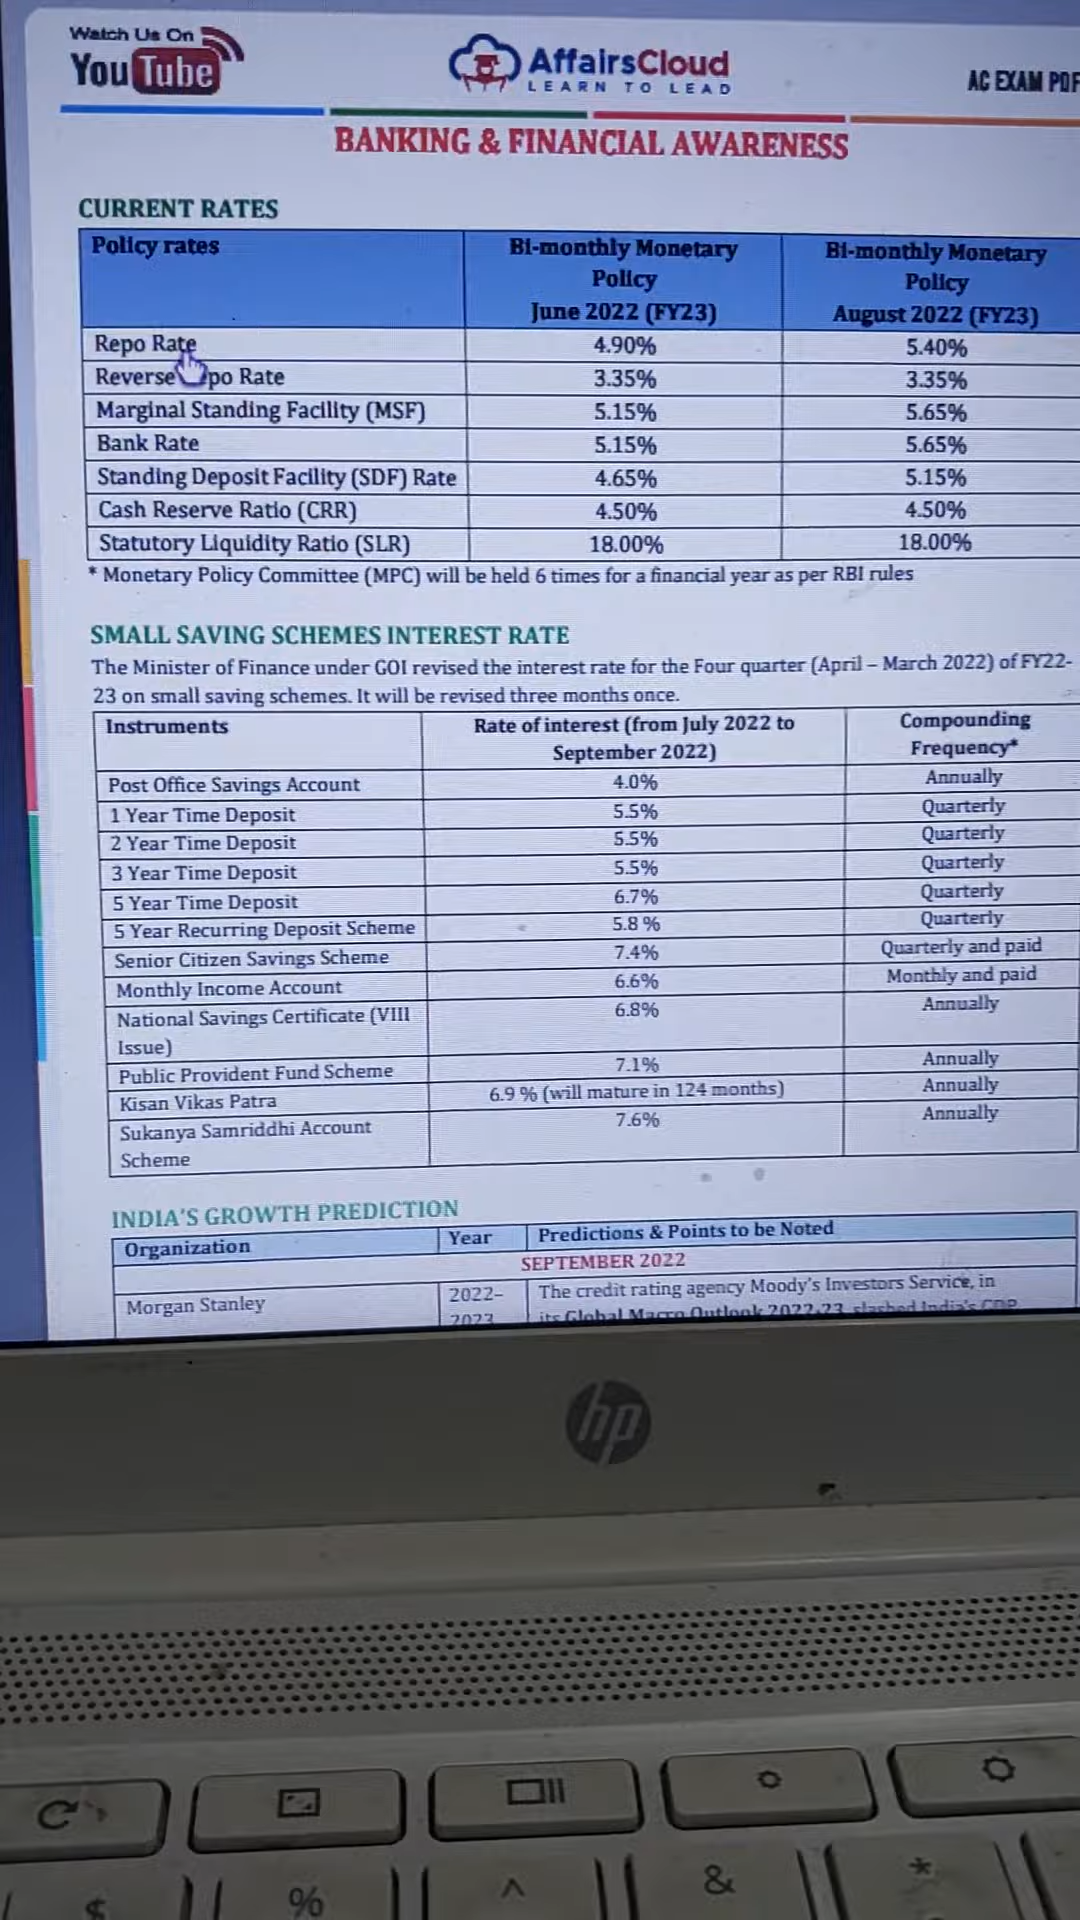 Watch Us On
YouTube
AffairsCloud
LEARN TO LEAD
AC EXAM PDF
BANKING & FINANCIAL AWARENESS
CURRENT RATES
Policy rates Bi-monthly Monetary Policy June 2022 (FY23) Bi-monthly Monetary Policy August 2022 (FY23)
Repo Rate 4.90% 5.40%
Reverse po Rate 3.35% 3.35%
Marginal Standing Facility (MSF) 5.15% 5.65%
Bank Rate 5.15% 5.65%
Standing Deposit Facility (SDF) Rate 4.65% 5.15%
Cash Reserve Ratio (CRR) 4.50% 4.50%
Statutory Liquidity Ratio (SLR) 18.00% 18.00%
* Monetary Policy Committee (MPC) will be held 6 times for a financial year as per RBI rules
SMALL SAVING SCHEMES INTEREST RATE
The Minister of Finance under GOI revised the interest rate for the Four quarter (April – March 2022) of FY22-
23 on small saving schemes. It will be revised three months once.
Instruments Rate of interest (from July 2022 to September 2022) Compounding Frequency*
Post Office Savings Account 4.0% Annually
1 Year Time Deposit 5.5% Quarterly
2 Year Time Deposit 5.5% Quarterly
3 Year Time Deposit 5.5% Quarterly
5 Year Time Deposit 6.7% Quarterly
5 Year Recurring Deposit Scheme 5.8 % Quarterly
Senior Citizen Savings Scheme 7.4% Quarterly and paid
Monthly Income Account 6.6% Monthly and paid
National Savings Certificate (VIII Issue) 6.8% Annually
Public Provident Fund Scheme 7.1% Annually
Kisan Vikas Patra 6.9 % (will mature in 124 months) Annually
Sukanya Samriddhi Account Scheme 7.6% Annually
INDIA'S GROWTH PREDICTION
Organization Year Predictions & Points to be Noted
SEPTEMBER 2022
Morgan Stanley 2022– The credit rating agency Moody's Investors Service, in
2023 its Global Macro Outlook 2022-23 slashed India's GDP
hp
$ % ^ & *